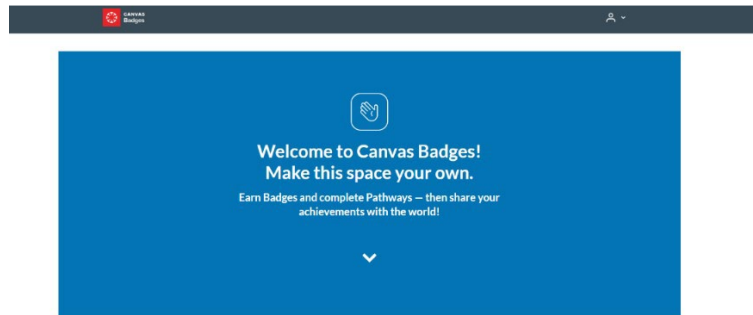 CANVAS
Badges
Welcome to Canvas Badges!
Make this space your own.
Earn Badges and complete Pathways — then share your
achievements with the world!